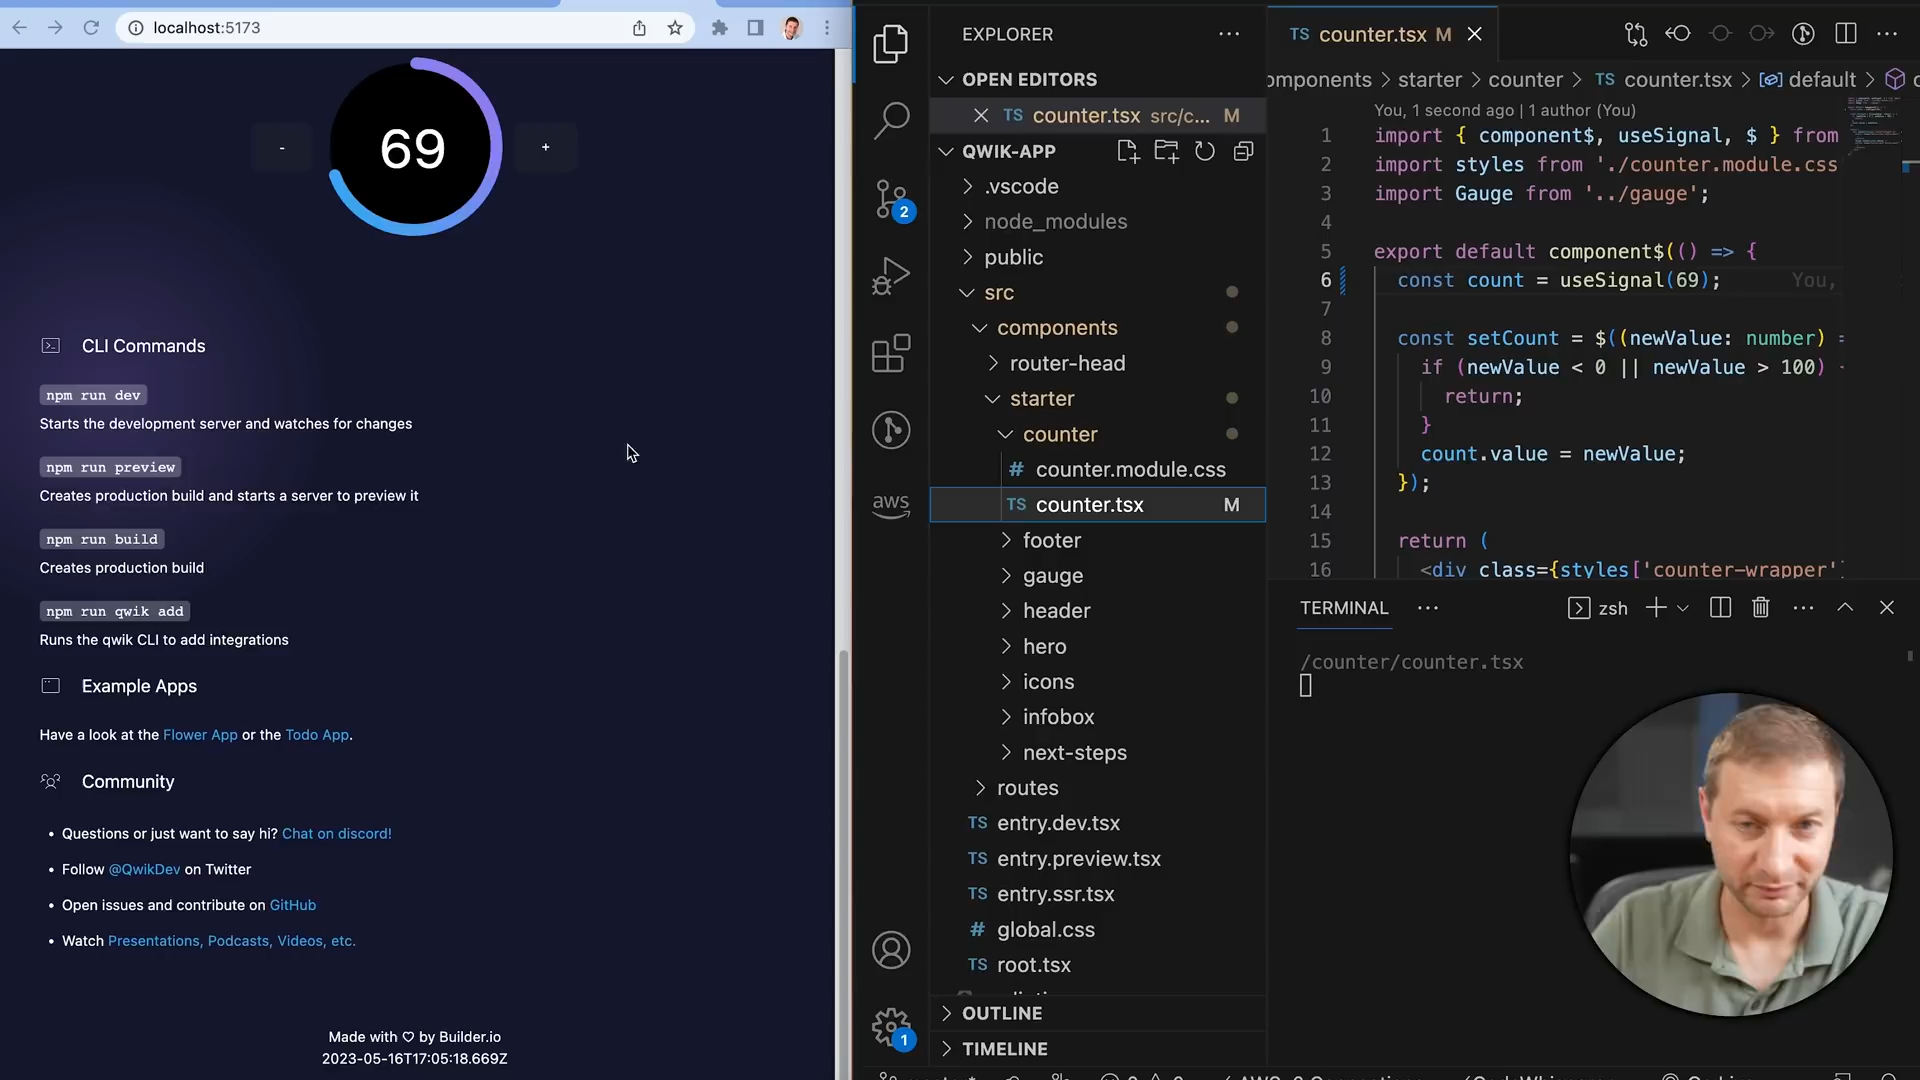 localhost:5173
-
69
+
CLI Commands
npm run dev
Starts the development server and watches for changes
npm run preview
Creates production build and starts a server to preview it
npm run build
Creates production build
npm run qwik add
Runs the qwik CLI to add integrations
Example Apps
Have a look at the Flower App or the Todo App.
Community
• Questions or just want to say hi? Chat on discord!
• Follow @QwikDev on Twitter
• Open issues and contribute on GitHub
• Watch Presentations, Podcasts, Videos, etc.
Made with ♡ by Builder.io
2023-05-16T17:05:18.669Z
2
aws
1
EXPLORER
OPEN EDITORS
TS counter.tsx src/c... M
QWIK-APP
.vscode
node_modules
public
src
components
router-head
starter
counter
# counter.module.css
TS counter.tsx M
footer
gauge
header
hero
icons
infobox
next-steps
routes
TS entry.dev.tsx
TS entry.preview.tsx
TS entry.ssr.tsx
# global.css
TS root.tsx
OUTLINE
TIMELINE
TS counter.tsx M
omponents > starter > counter > TS counter.tsx > default >
You, 1 second ago | 1 author (You)
1 import { component$, useSignal, $ } from
2 import styles from './counter.module.css
3 import Gauge from '../gauge';
4
5 export default component$(() => {
6 const count = useSignal(69); You,
7
8 const setCount = $((newValue: number) =
9 if (newValue < 0 || newValue > 100)
10 return;
11 }
12 count.value = newValue;
13 });
14
15 return (
16 <div class={styles['counter-wrapper']
TERMINAL
zsh
/counter/counter.tsx